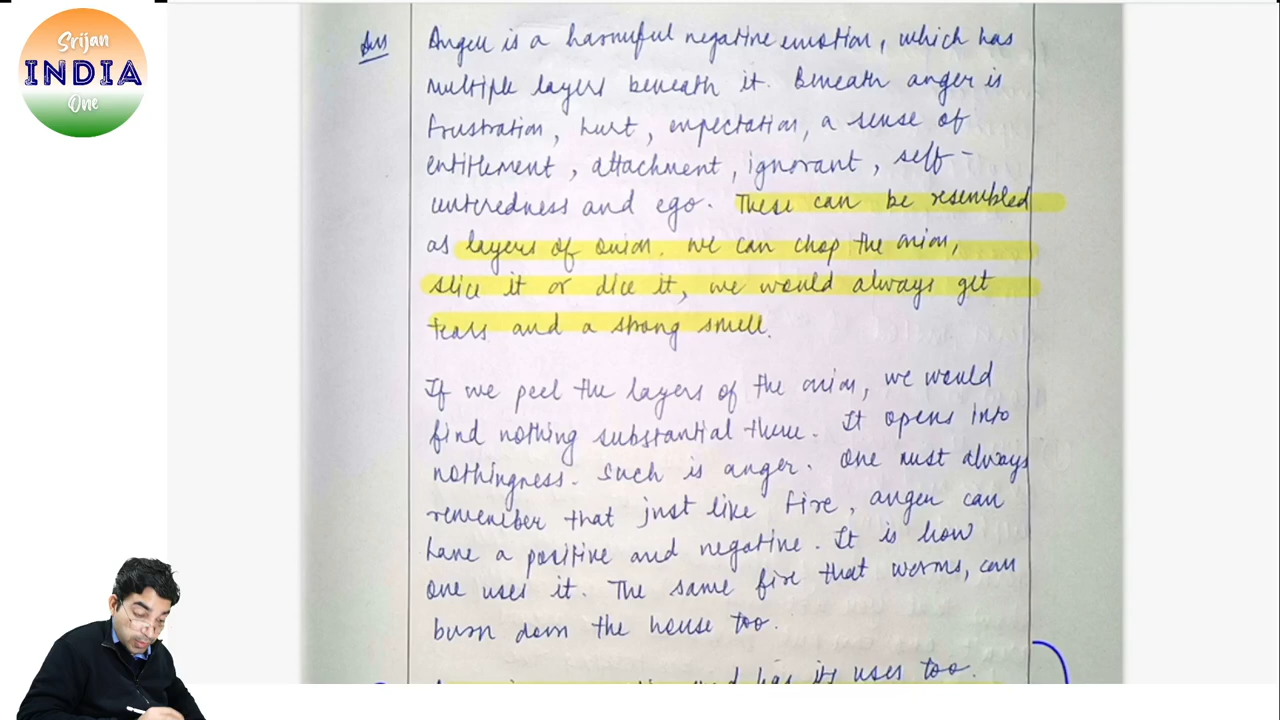 Srijan
INDIA
One
Ans
Anger is a harmful negative emotion, which has
multiple layers beneath it. Beneath anger is
frustration, hurt, expectation, a sense of
entitlement, attachment, ignorant, self-
centredness and ego. These can be resembled
as layers of onion. We can chop the onion,
slice it or dice it, we would always get
tears and a strong smell.
If we peel the layers of the onion, we would
find nothing substantial there. It opens into
nothingness. Such is anger. One must always
remember that just like fire, anger can
have a positive and negative. It is how
one uses it. The same fire that worms, can
burn down the house too.
has its uses too.